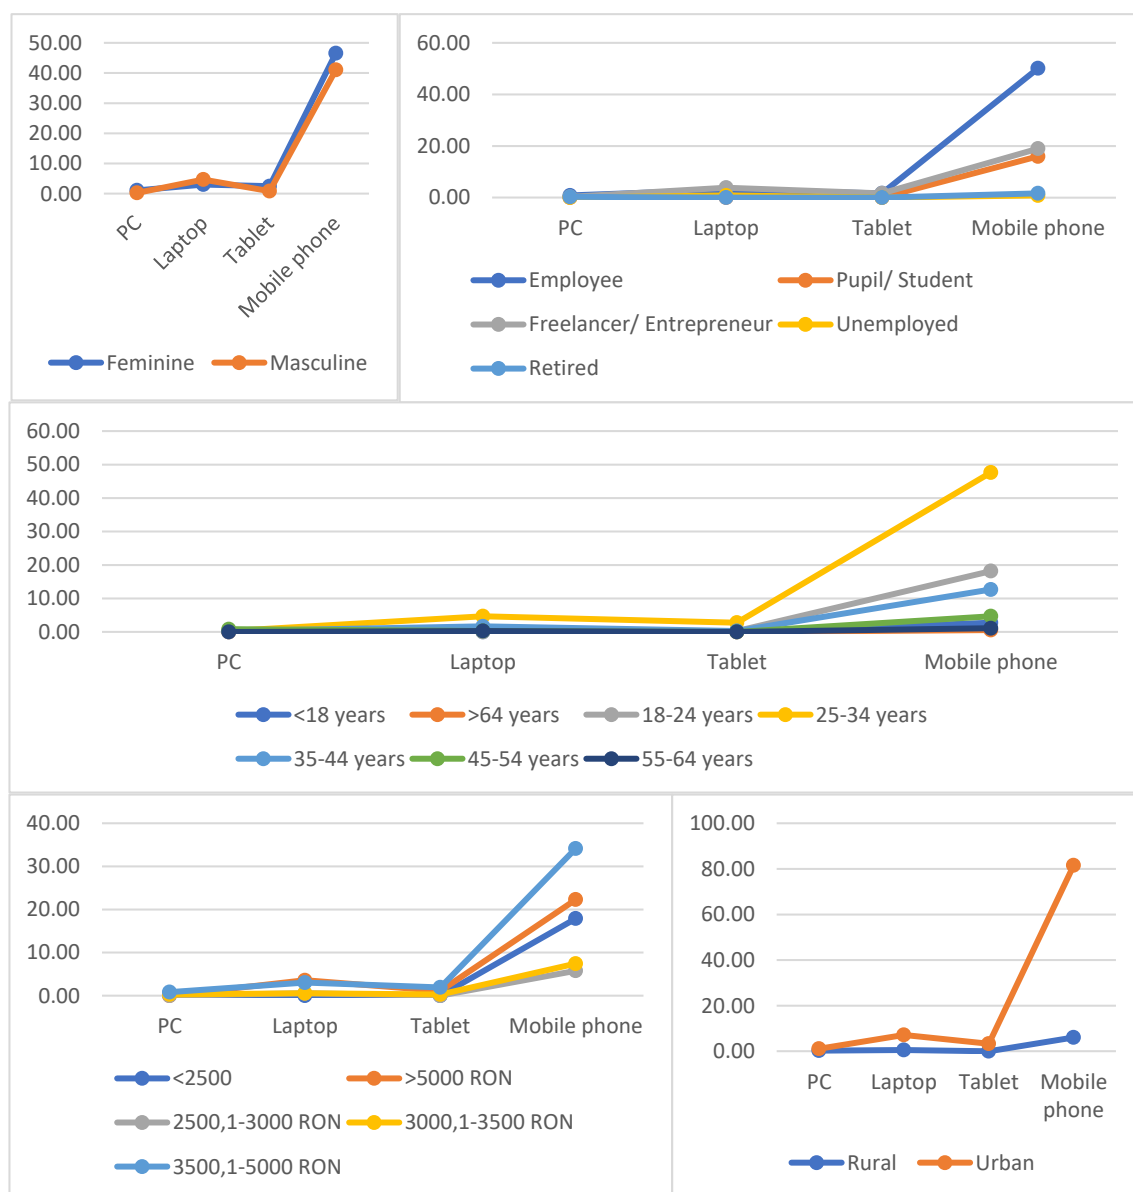 50.00
40.00
30.00
20.00
10.00
0.00
PC
Laptop
Tablet
Mobile phone
Feminine Masculine
60.00
40.00
20.00
0.00
PC Laptop Tablet Mobile phone
Employee Pupil/ Student
Freelancer/ Entrepreneur Unemployed
Retired
60.00
50.00
40.00
30.00
20.00
10.00
0.00
PC Laptop Tablet Mobile phone
<18 years >64 years 18-24 years 25-34 years
35-44 years 45-54 years 55-64 years
40.00
30.00
20.00
10.00
0.00
PC Laptop Tablet Mobile phone
<2500 >5000 RON
2500,1-3000 RON 3000,1-3500 RON
3500,1-5000 RON
100.00
80.00
60.00
40.00
20.00
0.00
PC Laptop Tablet Mobile
phone
Rural Urban